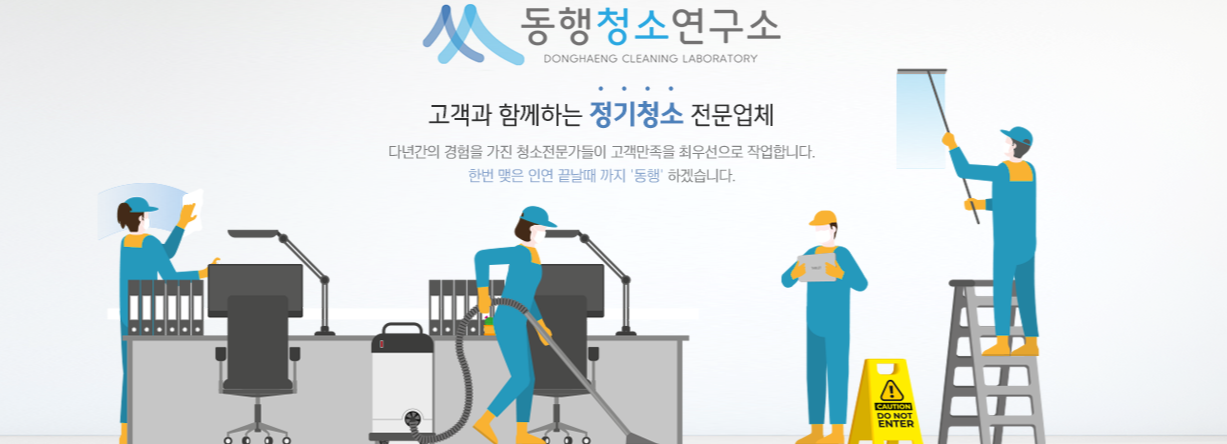 동행청소연구소
DONGHAENG CLEANING LABORATORY
고객과 함께하는 정기청소 전문업체
다년간의 경험을 가진 청소전문가들이 고객만족을 최우선으로 작업합니다.
한번 맺은 인연 끝날때 까지 '동행' 하겠습니다.
CAUTION
DO NOT
ENTER